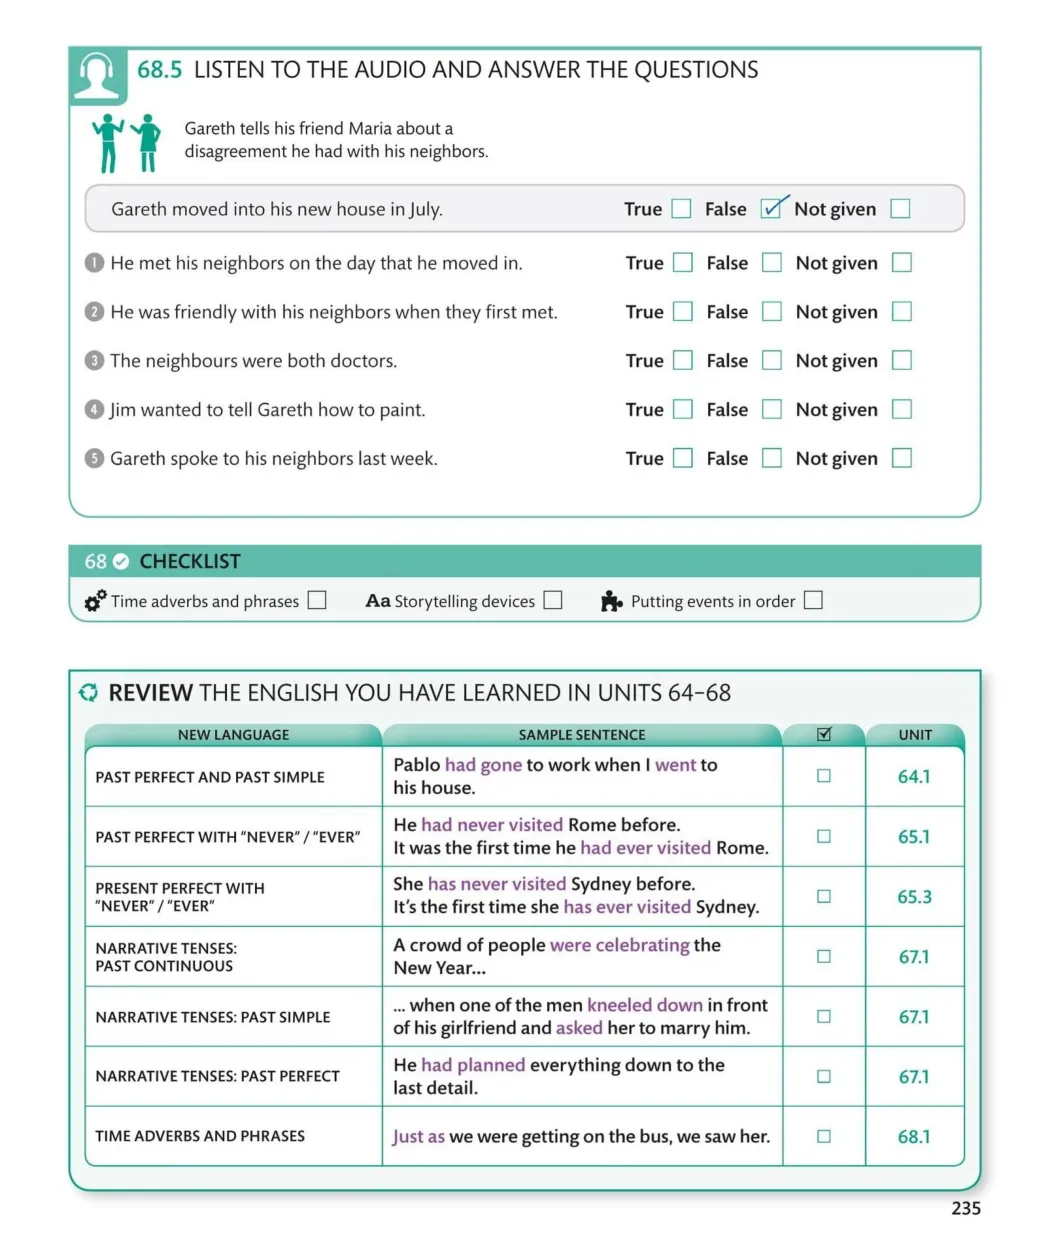 68.5 LISTEN TO THE AUDIO AND ANSWER THE QUESTIONS
Gareth tells his friend Maria about a
disagreement he had with his neighbors.
Gareth moved into his new house in July. True False Not given
1 He met his neighbors on the day that he moved in. True False Not given
2 He was friendly with his neighbors when they first met. True False Not given
3 The neighbours were both doctors. True False Not given
4 Jim wanted to tell Gareth how to paint. True False Not given
5 Gareth spoke to his neighbors last week. True False Not given
68 CHECKLIST
Time adverbs and phrases Aa Storytelling devices Putting events in order
REVIEW THE ENGLISH YOU HAVE LEARNED IN UNITS 64–68
NEW LANGUAGE SAMPLE SENTENCE UNIT
PAST PERFECT AND PAST SIMPLE
Pablo had gone to work when I went to
his house.
64.1
PAST PERFECT WITH "NEVER" / "EVER"
He had never visited Rome before.
It was the first time he had ever visited Rome.
65.1
PRESENT PERFECT WITH
"NEVER" / "EVER"
She has never visited Sydney before.
It's the first time she has ever visited Sydney.
65.3
NARRATIVE TENSES:
PAST CONTINUOUS
A crowd of people were celebrating the
New Year...
67.1
NARRATIVE TENSES: PAST SIMPLE
... when one of the men kneeled down in front
of his girlfriend and asked her to marry him.
67.1
NARRATIVE TENSES: PAST PERFECT
He had planned everything down to the
last detail.
67.1
TIME ADVERBS AND PHRASES
Just as we were getting on the bus, we saw her.
68.1
235